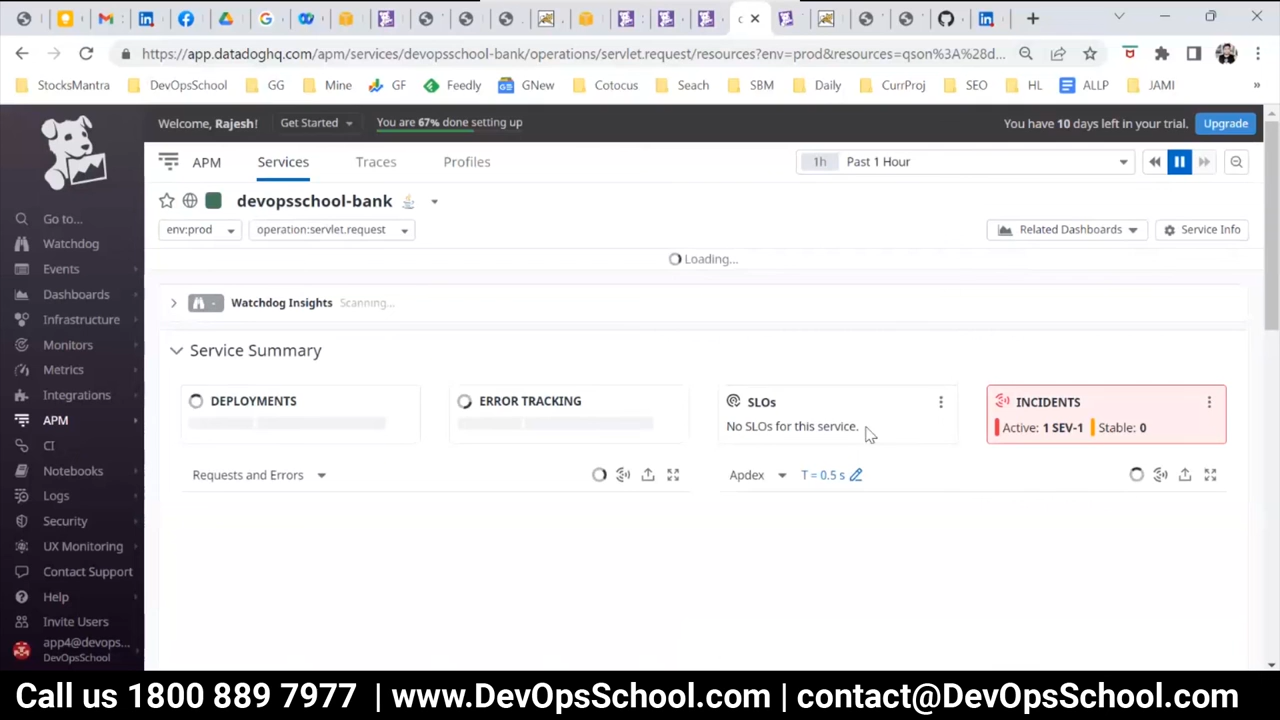 https://app.datadoghq.com/apm/services/devopsschool-bank/operations/servlet.request/resources?env=prod&resources=qson%3A%28d...
StocksMantra DevOpsSchool GG Mine GF Feedly GNew Cotocus Seach SBM Daily CurrProj SEO HL ALLP JAMI »
Welcome, Rajesh! Get Started You are 67% done setting up You have 10 days left in your trial. Upgrade
APM Services Traces Profiles 1h Past 1 Hour
devopsschool-bank
env:prod operation:servlet.request Related Dashboards Service Info
Loading...
Watchdog Insights Scanning...
Service Summary
DEPLOYMENTS ERROR TRACKING SLOs INCIDENTS
No SLOs for this service. Active: 1 SEV-1 Stable: 0
Requests and Errors Apdex T = 0.5 s
Go to...
Watchdog
Events
Dashboards
Infrastructure
Monitors
Metrics
Integrations
APM
CI
Notebooks
Logs
Security
UX Monitoring
Contact Support
Help
Invite Users
app4@devops...
DevOpsSchool
Call us 1800 889 7977 | www.DevOpsSchool.com | contact@DevOpsSchool.com